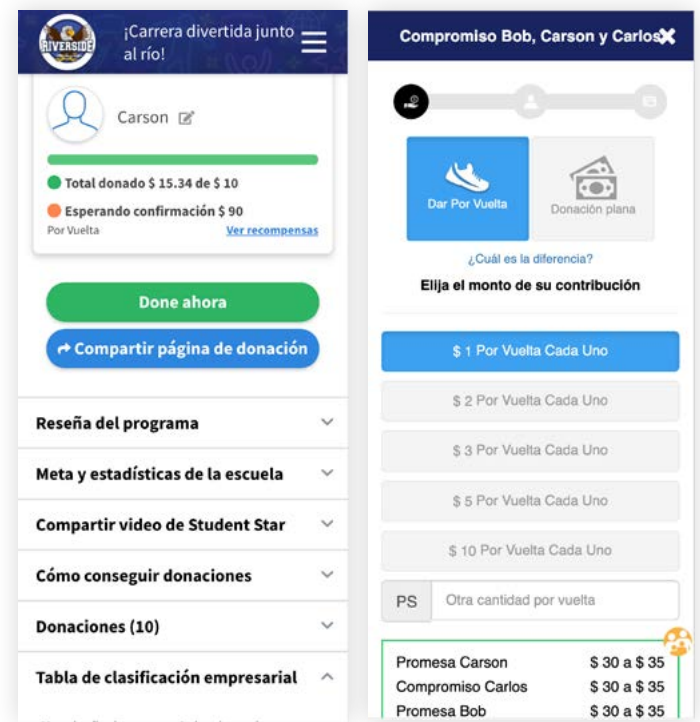 RIVERSIDE
¡Carrera divertida junto
al río!
Carson
Total donado $ 15.34 de $ 10
Esperando confirmación $ 90
Por Vuelta
Ver recompensas
Done ahora
Compartir página de donación
Reseña del programa
Meta y estadísticas de la escuela
Compartir video de Student Star
Cómo conseguir donaciones
Donaciones (10)
Tabla de clasificación empresarial
Compromiso Bob, Carson y Carlos
Dar Por Vuelta
Donación plana
¿Cuál es la diferencia?
Elija el monto de su contribución
$ 1 Por Vuelta Cada Uno
$ 2 Por Vuelta Cada Uno
$ 3 Por Vuelta Cada Uno
$ 5 Por Vuelta Cada Uno
$ 10 Por Vuelta Cada Uno
PS Otra cantidad por vuelta
Promesa Carson $ 30 a $ 35
Compromiso Carlos $ 30 a $ 35
Promesa Bob $ 30 a $ 35